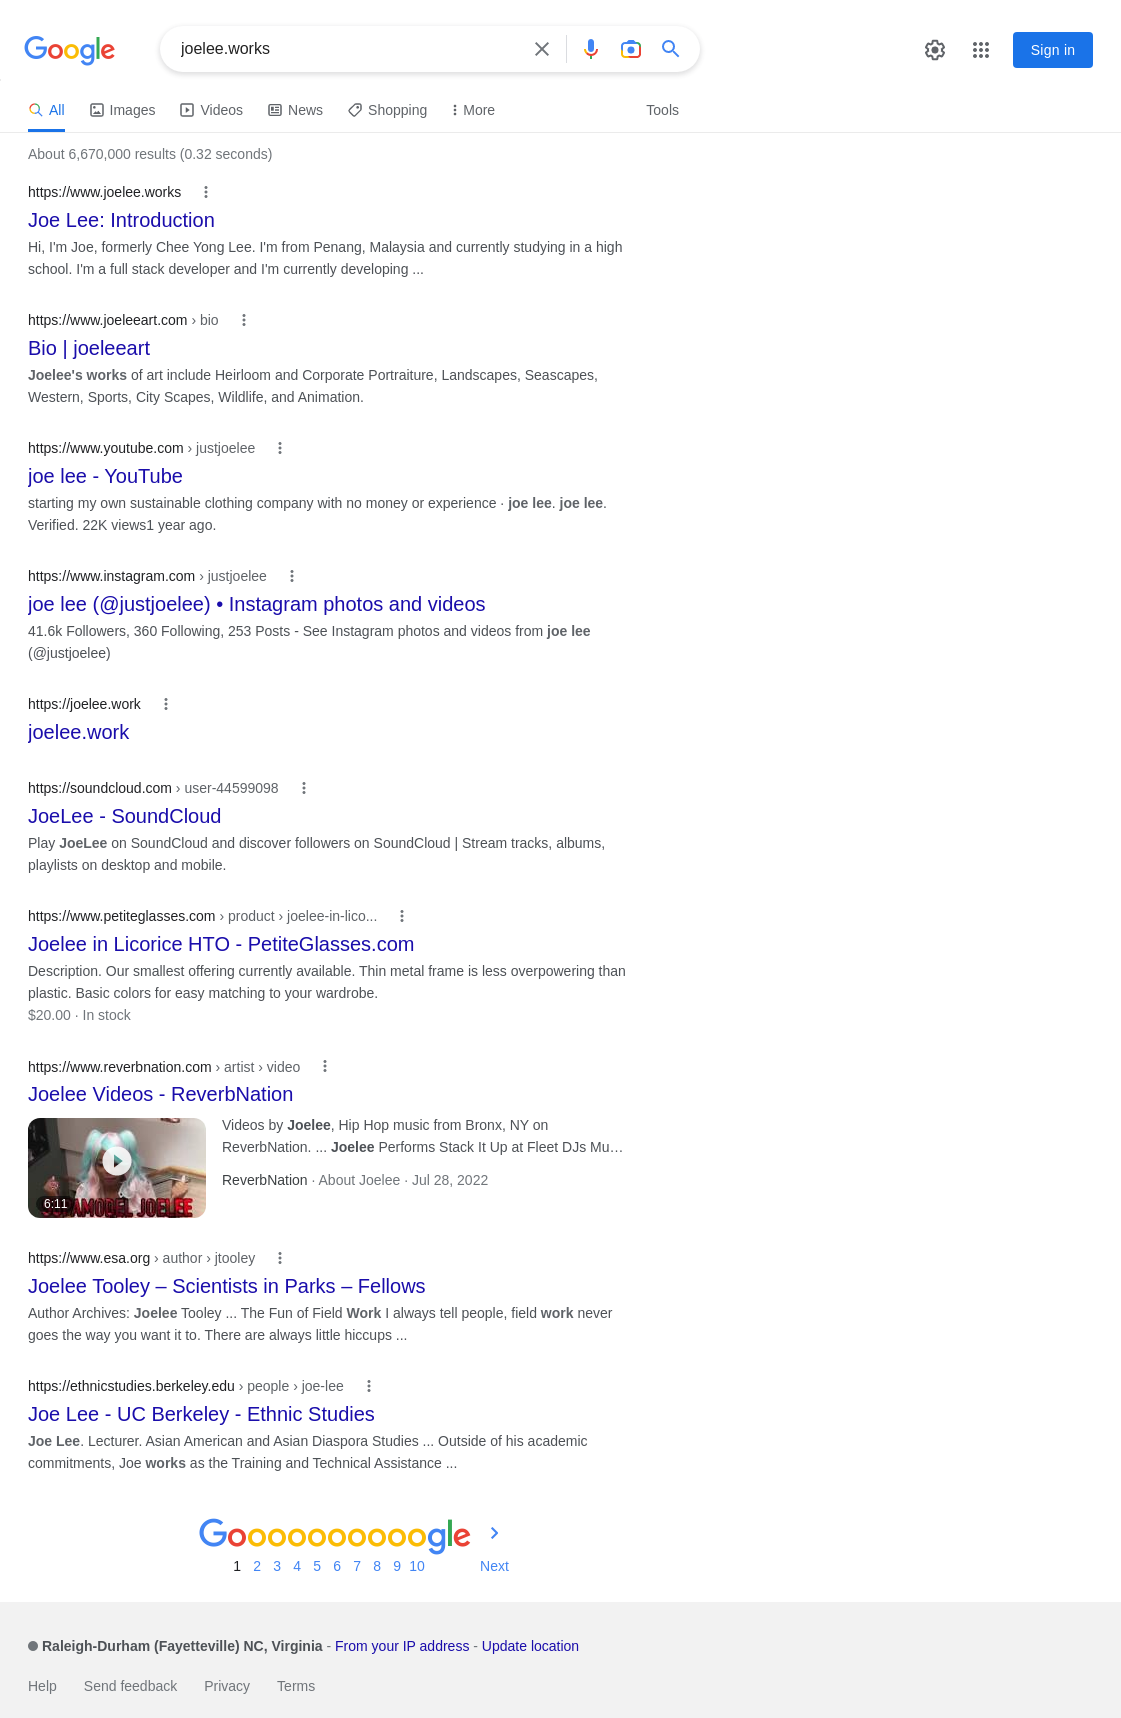 Google
joelee.works
Sign in
All Images Videos News Shopping More Tools
About 6,670,000 results (0.32 seconds)
https://www.joelee.works
Joe Lee: Introduction
Hi, I'm Joe, formerly Chee Yong Lee. I'm from Penang, Malaysia and currently studying in a high
school. I'm a full stack developer and I'm currently developing ...
https://www.joeleeart.com › bio
Bio | joeleeart
Joelee's works of art include Heirloom and Corporate Portraiture, Landscapes, Seascapes,
Western, Sports, City Scapes, Wildlife, and Animation.
https://www.youtube.com › justjoelee
joe lee - YouTube
starting my own sustainable clothing company with no money or experience · joe lee. joe lee.
Verified. 22K views1 year ago.
https://www.instagram.com › justjoelee
joe lee (@justjoelee) • Instagram photos and videos
41.6k Followers, 360 Following, 253 Posts - See Instagram photos and videos from joe lee
(@justjoelee)
https://joelee.work
joelee.work
https://soundcloud.com › user-44599098
JoeLee - SoundCloud
Play JoeLee on SoundCloud and discover followers on SoundCloud | Stream tracks, albums,
playlists on desktop and mobile.
https://www.petiteglasses.com › product › joelee-in-lico...
Joelee in Licorice HTO - PetiteGlasses.com
Description. Our smallest offering currently available. Thin metal frame is less overpowering than
plastic. Basic colors for easy matching to your wardrobe.
$20.00 · In stock
https://www.reverbnation.com › artist › video
Joelee Videos - ReverbNation
Videos by Joelee, Hip Hop music from Bronx, NY on
ReverbNation. ... Joelee Performs Stack It Up at Fleet DJs Mu…
ReverbNation · About Joelee · Jul 28, 2022
6:11
JOELEE
https://www.esa.org › author › jtooley
Joelee Tooley – Scientists in Parks – Fellows
Author Archives: Joelee Tooley ... The Fun of Field Work I always tell people, field work never
goes the way you want it to. There are always little hiccups ...
https://ethnicstudies.berkeley.edu › people › joe-lee
Joe Lee - UC Berkeley - Ethnic Studies
Joe Lee. Lecturer. Asian American and Asian Diaspora Studies ... Outside of his academic
commitments, Joe works as the Training and Technical Assistance ...
Goooooooooogle
1 2 3 4 5 6 7 8 9 10 Next
Raleigh-Durham (Fayetteville) NC, Virginia - From your IP address - Update location
Help Send feedback Privacy Terms